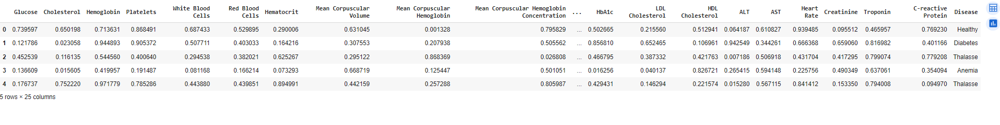 Glucose Cholesterol Hemoglobin Platelets White Blood Cells Red Blood Cells Hematocrit Mean Corpuscular Volume Mean Corpuscular Hemoglobin Mean Corpuscular Hemoglobin Concentration ... HbA1c LDL Cholesterol HDL Cholesterol ALT AST Heart Rate Creatinine Troponin C-reactive Protein Disease
0 0.739597 0.650198 0.713631 0.868491 0.687433 0.529895 0.290006 0.631045 0.001328 0.795829 ... 0.502665 0.215560 0.512941 0.064187 0.610827 0.939485 0.095512 0.465957 0.769230 Healthy
1 0.121786 0.023058 0.944893 0.905372 0.507711 0.403033 0.164216 0.307553 0.207938 0.505562 ... 0.856810 0.652465 0.106961 0.942549 0.344261 0.666368 0.659060 0.816982 0.401166 Diabetes
2 0.452539 0.116135 0.544560 0.400640 0.294538 0.382021 0.625267 0.295122 0.868369 0.026808 ... 0.466795 0.387332 0.421763 0.007186 0.506918 0.431704 0.417295 0.799074 0.779208 Thalasse
3 0.136609 0.015605 0.419957 0.191487 0.081168 0.166214 0.073293 0.668719 0.125447 0.501051 ... 0.016256 0.040137 0.826721 0.265415 0.594148 0.225756 0.490349 0.637061 0.354094 Anemia
4 0.176737 0.752220 0.971779 0.785286 0.443880 0.439851 0.894991 0.442159 0.257288 0.805987 ... 0.429431 0.146294 0.221574 0.015280 0.567115 0.841412 0.153350 0.794008 0.094970 Thalasse
5 rows × 25 columns